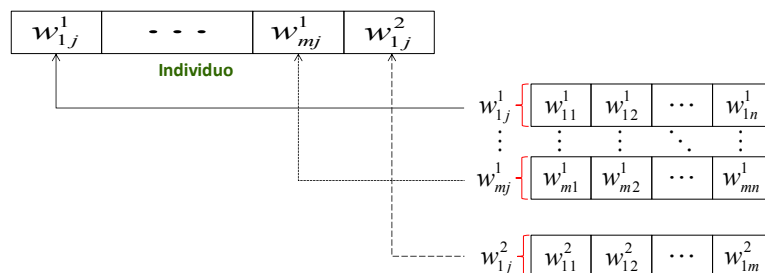 w^1_{1j} · · · w^1_{mj} w^2_{1j}
Individuo
w^1_{1j} { w^1_{11} w^1_{12} ⋯ w^1_{1n}
⋮ ⋮ ⋮ ⋱ ⋮
w^1_{mj} { w^1_{m1} w^1_{m2} ⋯ w^1_{mn}
w^2_{1j} { w^2_{11} w^2_{12} ⋯ w^2_{1m}